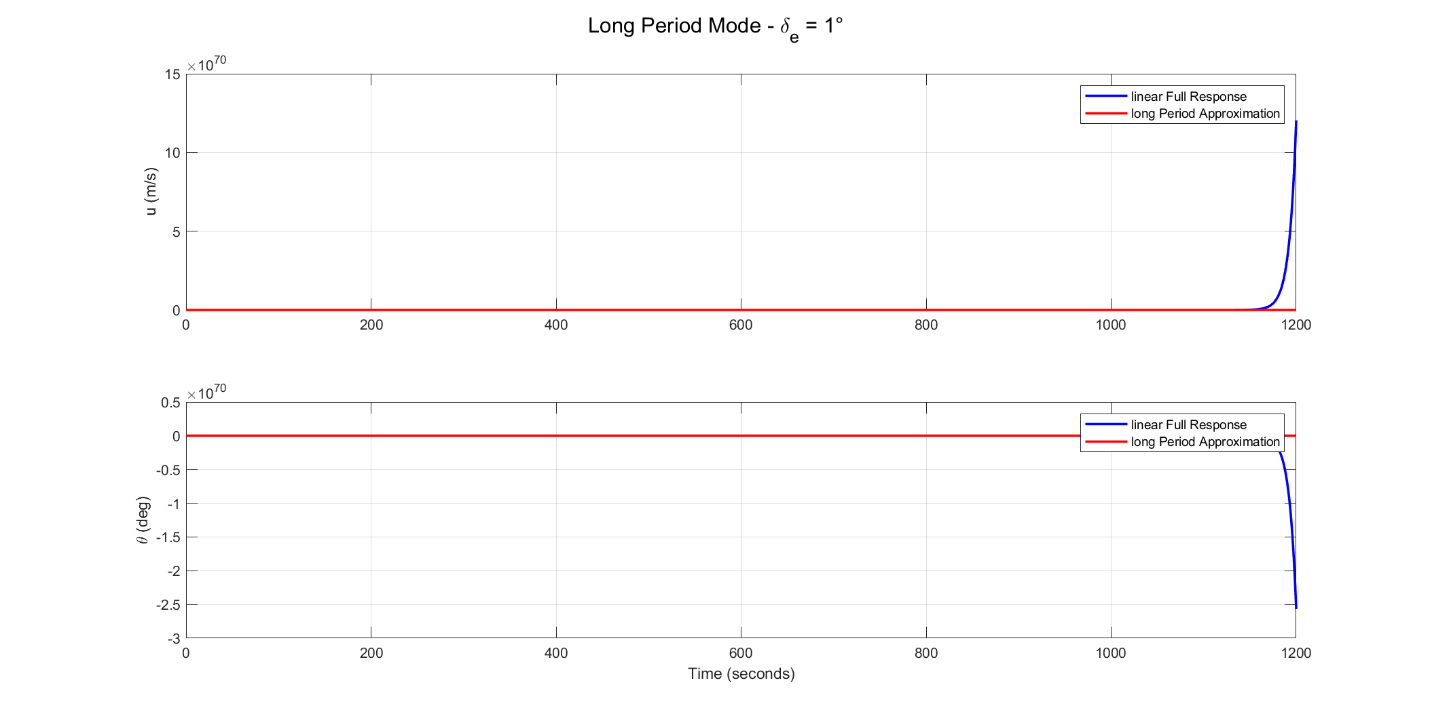 Long Period Mode - δe = 1°
×10^70
15
10
5
0
u (m/s)
linear Full Response
long Period Approximation
0 200 400 600 800 1000 1200
×10^70
0.5
0
-0.5
-1
-1.5
-2
-2.5
-3
θ (deg)
linear Full Response
long Period Approximation
0 200 400 600 800 1000 1200
Time (seconds)